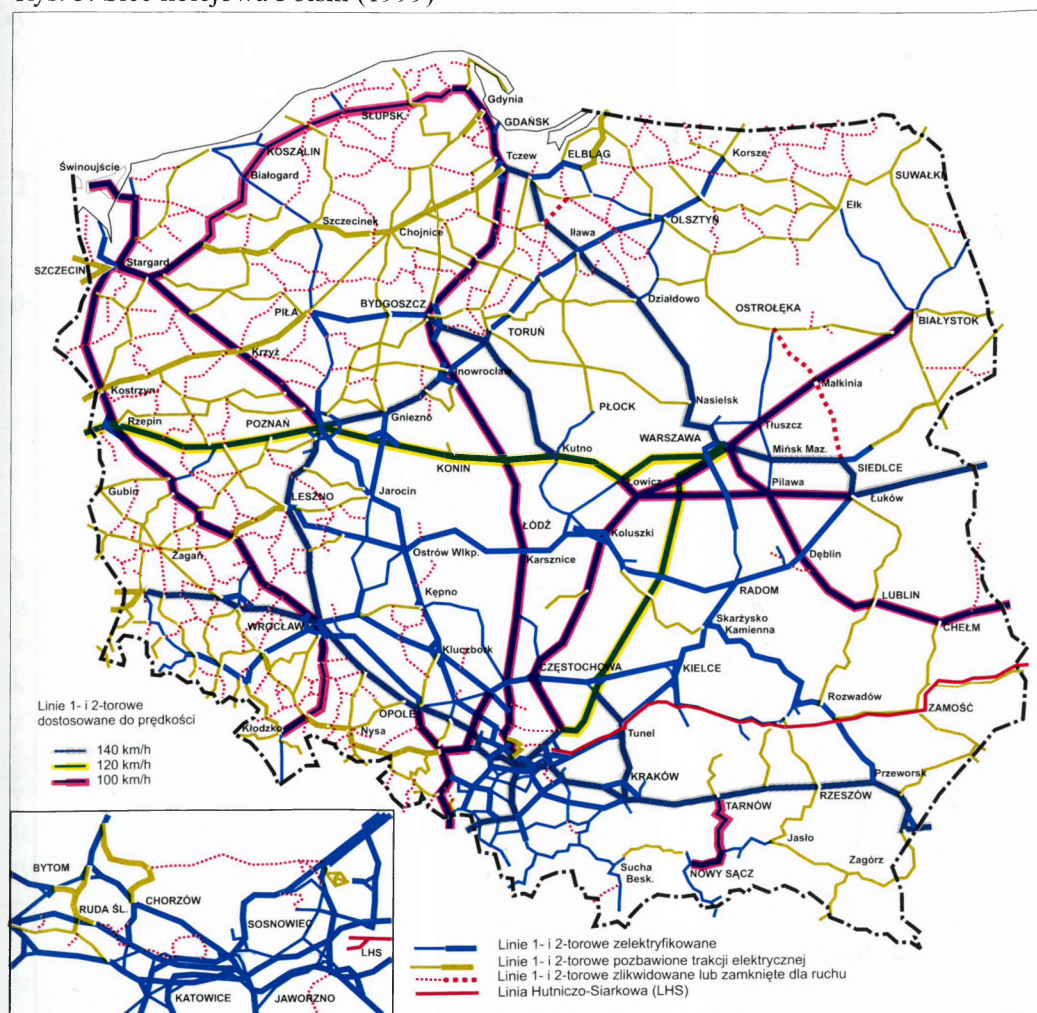 Rys. 3. Sieć kolejowa Polski (1999)
Gdynia
SŁUPSK
GDAŃSK
KOSZALIN
Tczew
ELBLĄG
Korsze
Świnoujście
Białogard
SUWAŁKI
Ełk
Szczecinek
Chojnice
OLSZTYN
Iława
SZCZECIN
Stargard
Działdowo
OSTROŁĘKA
BYDGOSZCZ
PIŁA
TORUŃ
BIAŁYSTOK
Krzyż
Inowrocław
Małkinia
Kostrzyn
Nasielsk
Rzepin
POZNAŃ
Gniezno
PŁOCK
Tłuszcz
WARSZAWA
Mińsk Maz.
Kutno
KONIN
SIEDLCE
Łowicz
Pilawa
Łuków
Gubin
LESZNO
Jarocin
ŁÓDŹ
Koluszki
Żagań
Ostrów Wlkp.
Karsznice
Dęblin
RADOM
Kępno
LUBLIN
WROCŁAW
Skarżysko
Kamienna
CHEŁM
Kluczbork
CZĘSTOCHOWA
KIELCE
Linie 1- i 2-torowe
dostosowane do prędkości
OPOLE
Rozwadów
ZAMOŚĆ
Kłodzko
Nysa
Tunel
140 km/h
120 km/h
100 km/h
KRAKÓW
Przeworsk
TARNÓW
RZESZÓW
Jasło
Sucha
Besk.
NOWY SĄCZ
Zagórz
BYTOM
RUDA ŚL.
CHORZÓW
SOSNOWIEC
LHS
KATOWICE
JAWORZNO
Linie 1- i 2-torowe zelektryfikowane
Linie 1- i 2-torowe pozbawione trakcji elektrycznej
Linie 1- i 2-torowe zlikwidowane lub zamknięte dla ruchu
Linia Hutniczo-Siarkowa (LHS)